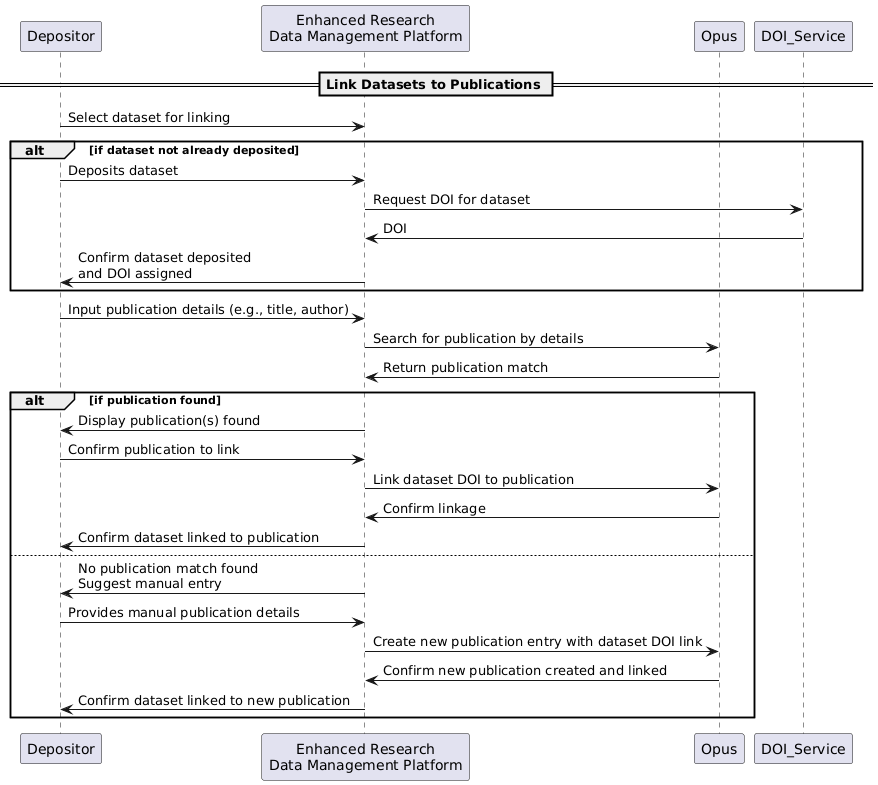 Depositor
Enhanced Research
Data Management Platform
Opus
DOI_Service
Link Datasets to Publications
Select dataset for linking
alt
[if dataset not already deposited]
Deposits dataset
Request DOI for dataset
DOI
Confirm dataset deposited
and DOI assigned
Input publication details (e.g., title, author)
Search for publication by details
Return publication match
alt
[if publication found]
Display publication(s) found
Confirm publication to link
Link dataset DOI to publication
Confirm linkage
Confirm dataset linked to publication
No publication match found
Suggest manual entry
Provides manual publication details
Create new publication entry with dataset DOI link
Confirm new publication created and linked
Confirm dataset linked to new publication
Depositor
Enhanced Research
Data Management Platform
Opus
DOI_Service